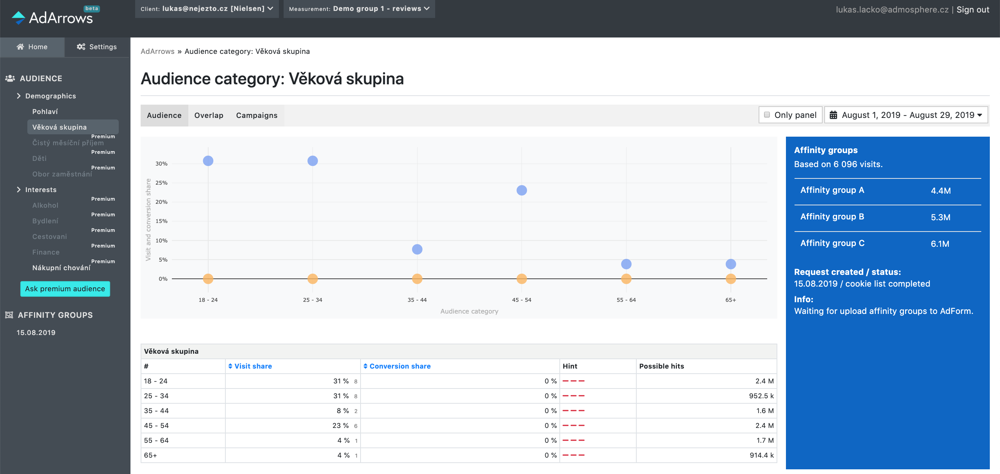 AdArrows beta
Client: lukas@nejezto.cz [Nielsen]
Measurement: Demo group 1 - reviews
lukas.lacko@admosphere.cz | Sign out
Home
Settings
AUDIENCE
Demographics
Pohlaví
Věková skupina
Premium
Čistý měsíční příjem
Premium
Děti
Premium
Obor zaměstnání
Interests
Premium
Alkohol
Premium
Bydlení
Premium
Cestovani
Premium
Finance
Premium
Nákupní chování
Ask premium audience
AFFINITY GROUPS
15.08.2019
AdArrows » Audience category: Věková skupina
Audience category: Věková skupina
Audience Overlap Campaigns
Only panel
August 1, 2019 - August 29, 2019
Visit and conversion share
30%
25%
20%
15%
10%
5%
0%
18 - 24 25 - 34 35 - 44 45 - 54 55 - 64 65+
Audience category
Věková skupina
# Visit share Conversion share Hint Possible hits
18 - 24 31 % 8 0 % 2.4 M
25 - 34 31 % 8 0 % 952.5 k
35 - 44 8 % 2 0 % 1.6 M
45 - 54 23 % 6 0 % 2.4 M
55 - 64 4 % 1 0 % 1.7 M
65+ 4 % 1 0 % 914.4 k
Affinity groups
Based on 6 096 visits.
Affinity group A 4.4M
Affinity group B 5.3M
Affinity group C 6.1M
Request created / status:
15.08.2019 / cookie list completed
Info:
Waiting for upload affinity groups to AdForm.